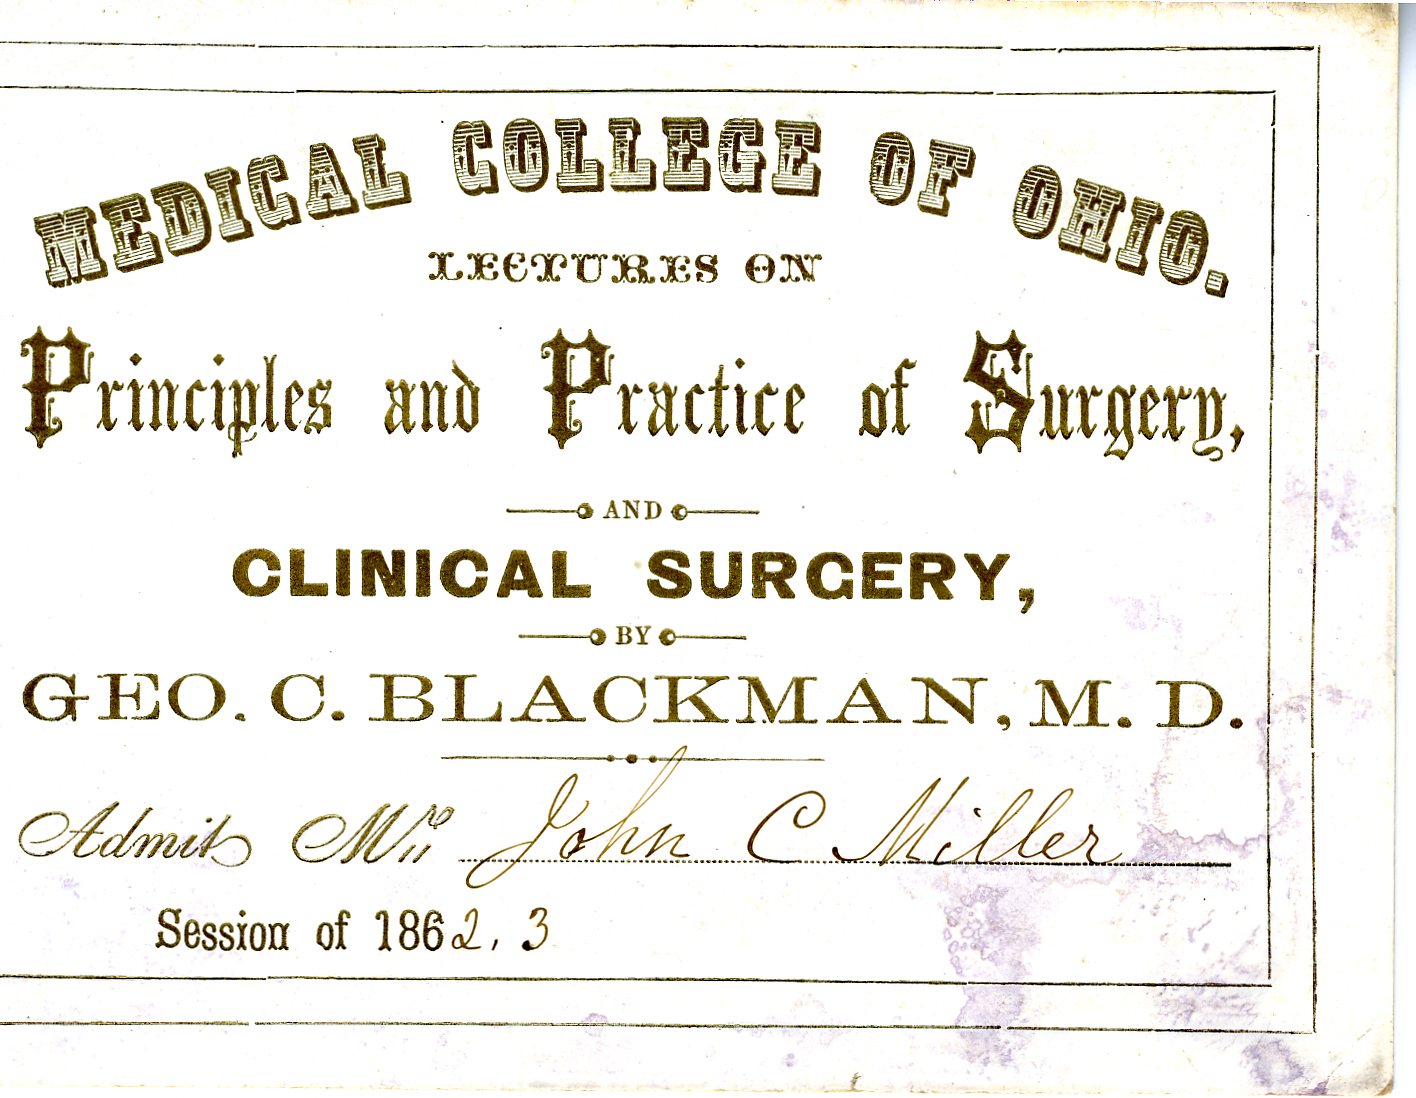 MEDICAL COLLEGE OF OHIO.
LECTURES ON
Principles and Practice of Surgery,
AND
CLINICAL SURGERY,
BY
GEO. C. BLACKMAN, M. D.
Admit Mr. John C Miller
Session of 1862, 3